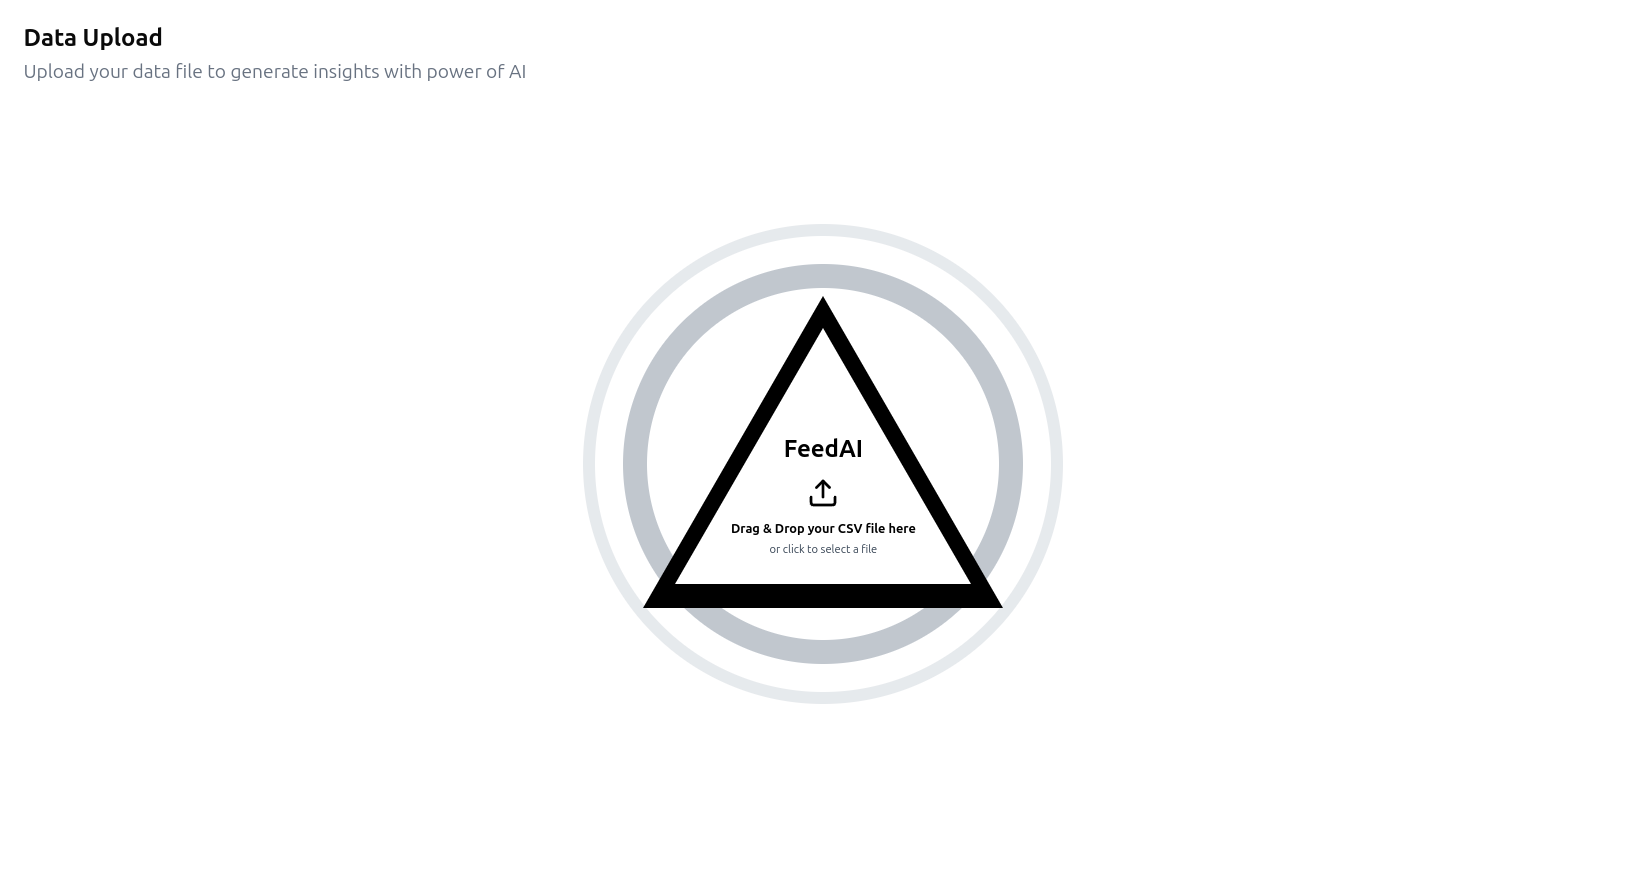 Data Upload
Upload your data file to generate insights with power of AI
FeedAI
Drag & Drop your CSV file here
or click to select a file